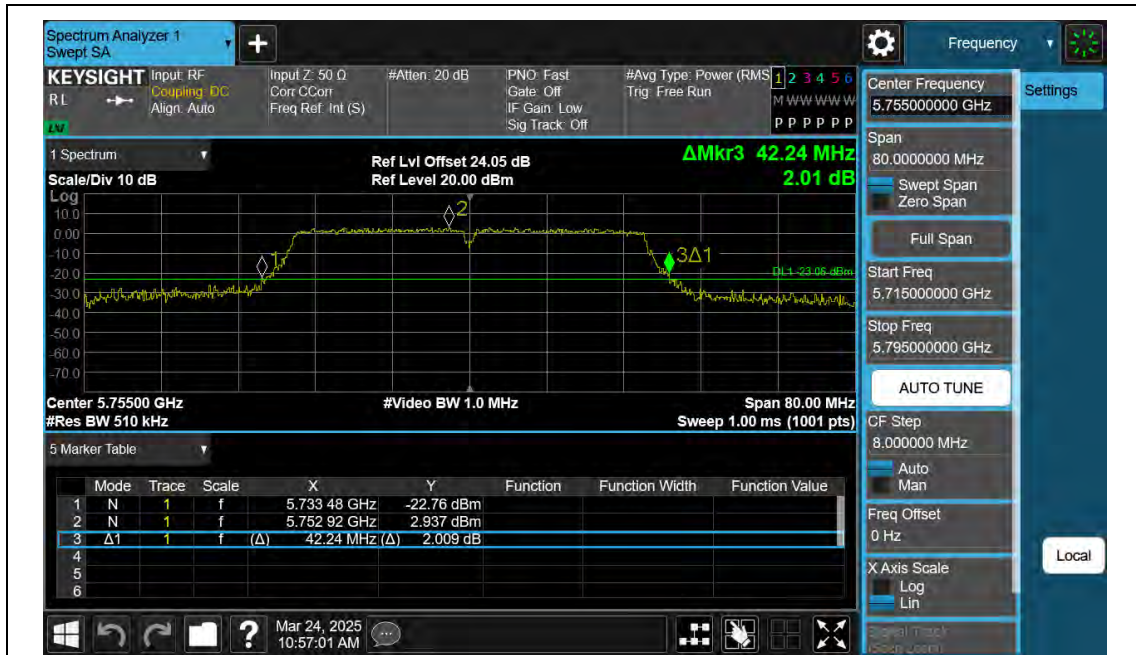 Spectrum Analyzer 1
Swept SA
Frequency
KEYSIGHT Input: RF Input Z: 50 Ω #Atten: 20 dB PNO: Fast #Avg Type: Power (RMS 1 2 3 4 5 6
RL Coupling: DC Corr CCorr Gate: Off Trig: Free Run M W W W W W
Align: Auto Freq Ref: Int (S) IF Gain: Low
LXI Sig Track: Off P P P P P P
Center Frequency
5.755000000 GHz
Settings
Span
80.0000000 MHz
Swept Span
Zero Span
Full Span
Start Freq
5.715000000 GHz
Stop Freq
5.795000000 GHz
AUTO TUNE
CF Step
8.000000 MHz
Auto
Man
Freq Offset
0 Hz
X Axis Scale
Log
Lin
Signal Track
(Span Zoom)
Local
1 Spectrum
Ref Lvl Offset 24.05 dB
ΔMkr3 42.24 MHz
Scale/Div 10 dB
Ref Level 20.00 dBm
2.01 dB
Log
10.0
0.00
-10.0
-20.0
-30.0
-40.0
-50.0
-60.0
-70.0
1
2
3Δ1
DL1 -23.06 dBm
Center 5.75500 GHz #Video BW 1.0 MHz Span 80.00 MHz
#Res BW 510 kHz Sweep 1.00 ms (1001 pts)
5 Marker Table
Mode Trace Scale X Y Function Function Width Function Value
1 N 1 f 5.733 48 GHz -22.76 dBm
2 N 1 f 5.752 92 GHz 2.937 dBm
3 Δ1 1 f (Δ) 42.24 MHz (Δ) 2.009 dB
4
5
6
?
Mar 24, 2025
10:57:01 AM